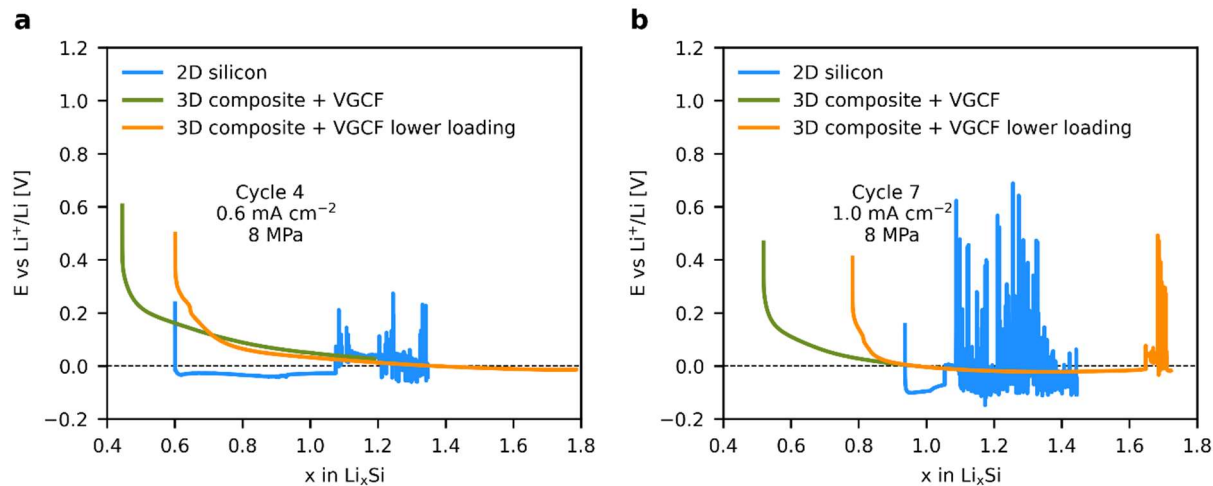 a
1.2
1.0
0.8
0.6
0.4
0.2
0.0
−0.2
E vs Li⁺/Li [V]
2D silicon
3D composite + VGCF
3D composite + VGCF lower loading
Cycle 4
0.6 mA cm⁻²
8 MPa
0.4 0.6 0.8 1.0 1.2 1.4 1.6 1.8
x in LiₓSi
b
1.2
1.0
0.8
0.6
0.4
0.2
0.0
−0.2
E vs Li⁺/Li [V]
2D silicon
3D composite + VGCF
3D composite + VGCF lower loading
Cycle 7
1.0 mA cm⁻²
8 MPa
0.4 0.6 0.8 1.0 1.2 1.4 1.6 1.8
x in LiₓSi